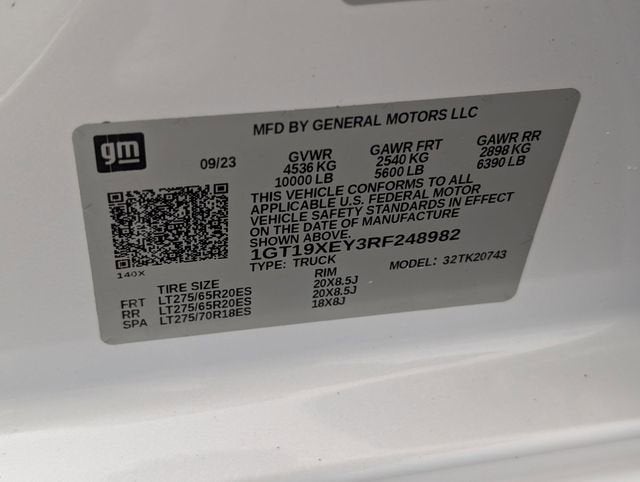 gm
MFD BY GENERAL MOTORS LLC
09/23 GVWR GAWR FRT GAWR RR
4536 KG 2540 KG 2898 KG
10000 LB 5600 LB 6390 LB
THIS VEHICLE CONFORMS TO ALL
APPLICABLE U.S. FEDERAL MOTOR
VEHICLE SAFETY STANDARDS IN EFFECT
ON THE DATE OF MANUFACTURE
SHOWN ABOVE.
1GT19XEY3RF248982
TYPE: TRUCK MODEL: 32TK20743
140X
TIRE SIZE RIM
FRT LT275/65R20ES 20X8.5J
RR LT275/65R20ES 20X8.5J
SPA LT275/70R18ES 18X8J